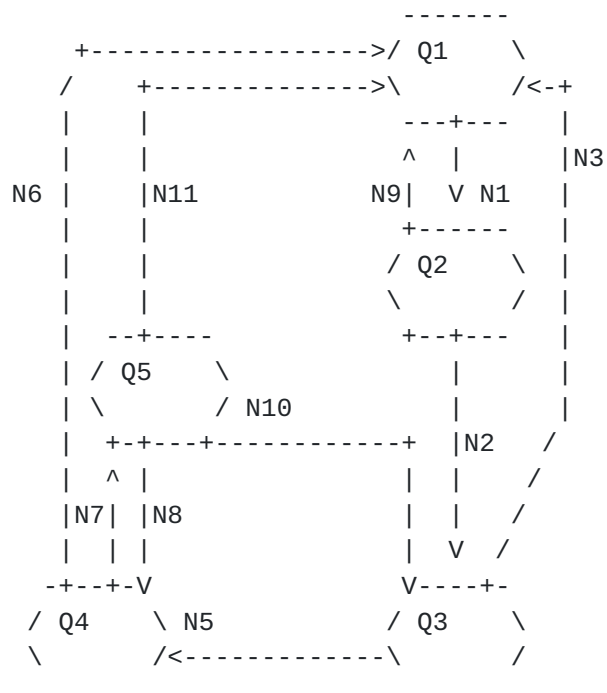 -------
    +------------------>/ Q1    \
   /    +-------------->\       /<-+
   |    |                ---+---   |
   |    |                ^  |      |N3
N6 |    |N11           N9|  V N1   |
   |    |                +------   |
   |    |               / Q2    \  |
   |    |               \       /  |
   |  --+----            +--+---   |
   | / Q5    \              |      |
   | \       / N10          |      |
   |  +-+---+------------+  |N2   /
   |  ^ |                |  |    /
   |N7| |N8              |  |   /
   |  | |                |  V  /
  -+--+-V                V----+-
 / Q4    \ N5           / Q3    \
 \       /<-------------\       /